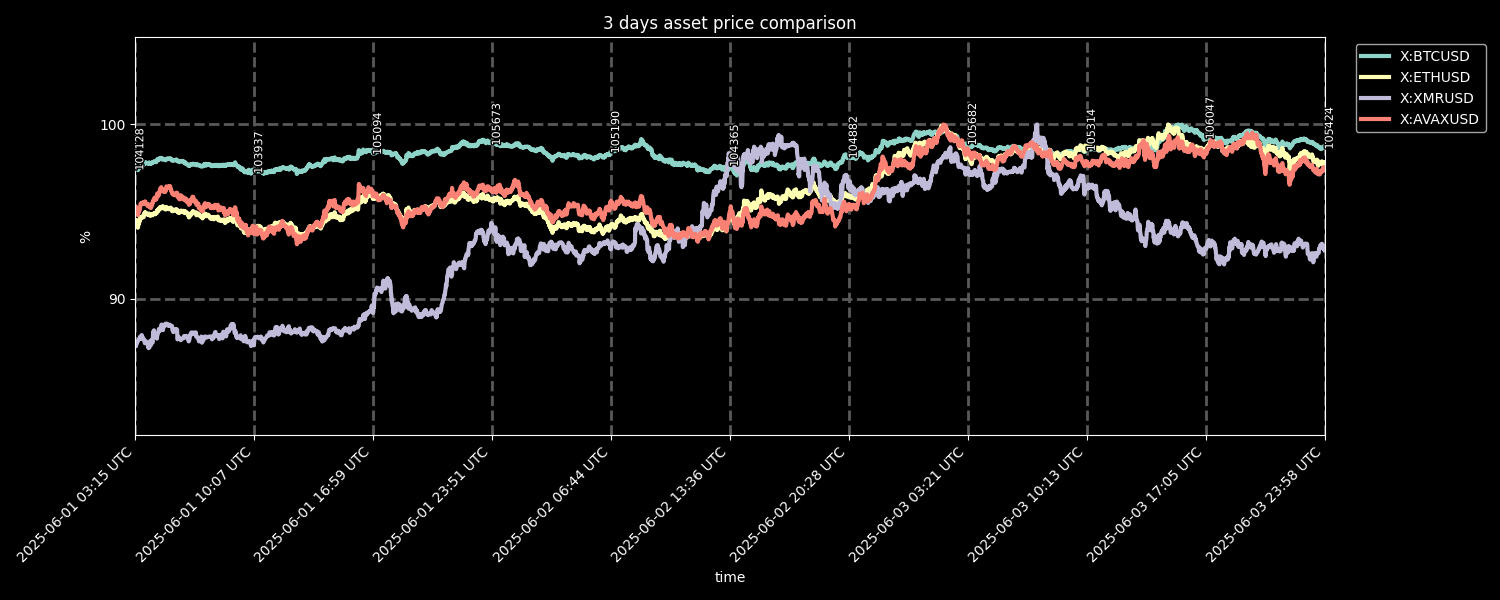 3 days asset price comparison
X:BTCUSD
X:ETHUSD
X:XMRUSD
X:AVAXUSD
100
90
%
104128
103937
105094
105673
105190
104365
104882
105682
105314
106047
105424
2025-06-01 03:15 UTC
2025-06-01 10:07 UTC
2025-06-01 16:59 UTC
2025-06-01 23:51 UTC
2025-06-02 06:44 UTC
2025-06-02 13:36 UTC
2025-06-02 20:28 UTC
2025-06-03 03:21 UTC
2025-06-03 10:13 UTC
2025-06-03 17:05 UTC
2025-06-03 23:58 UTC
time